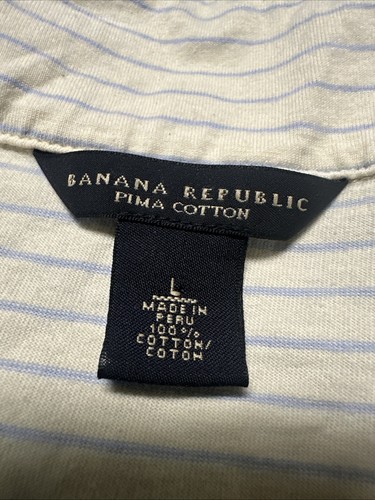 BANANA REPUBLIC
PIMA COTTON
L
MADE IN
PERU
100%
COTTON/
COTON